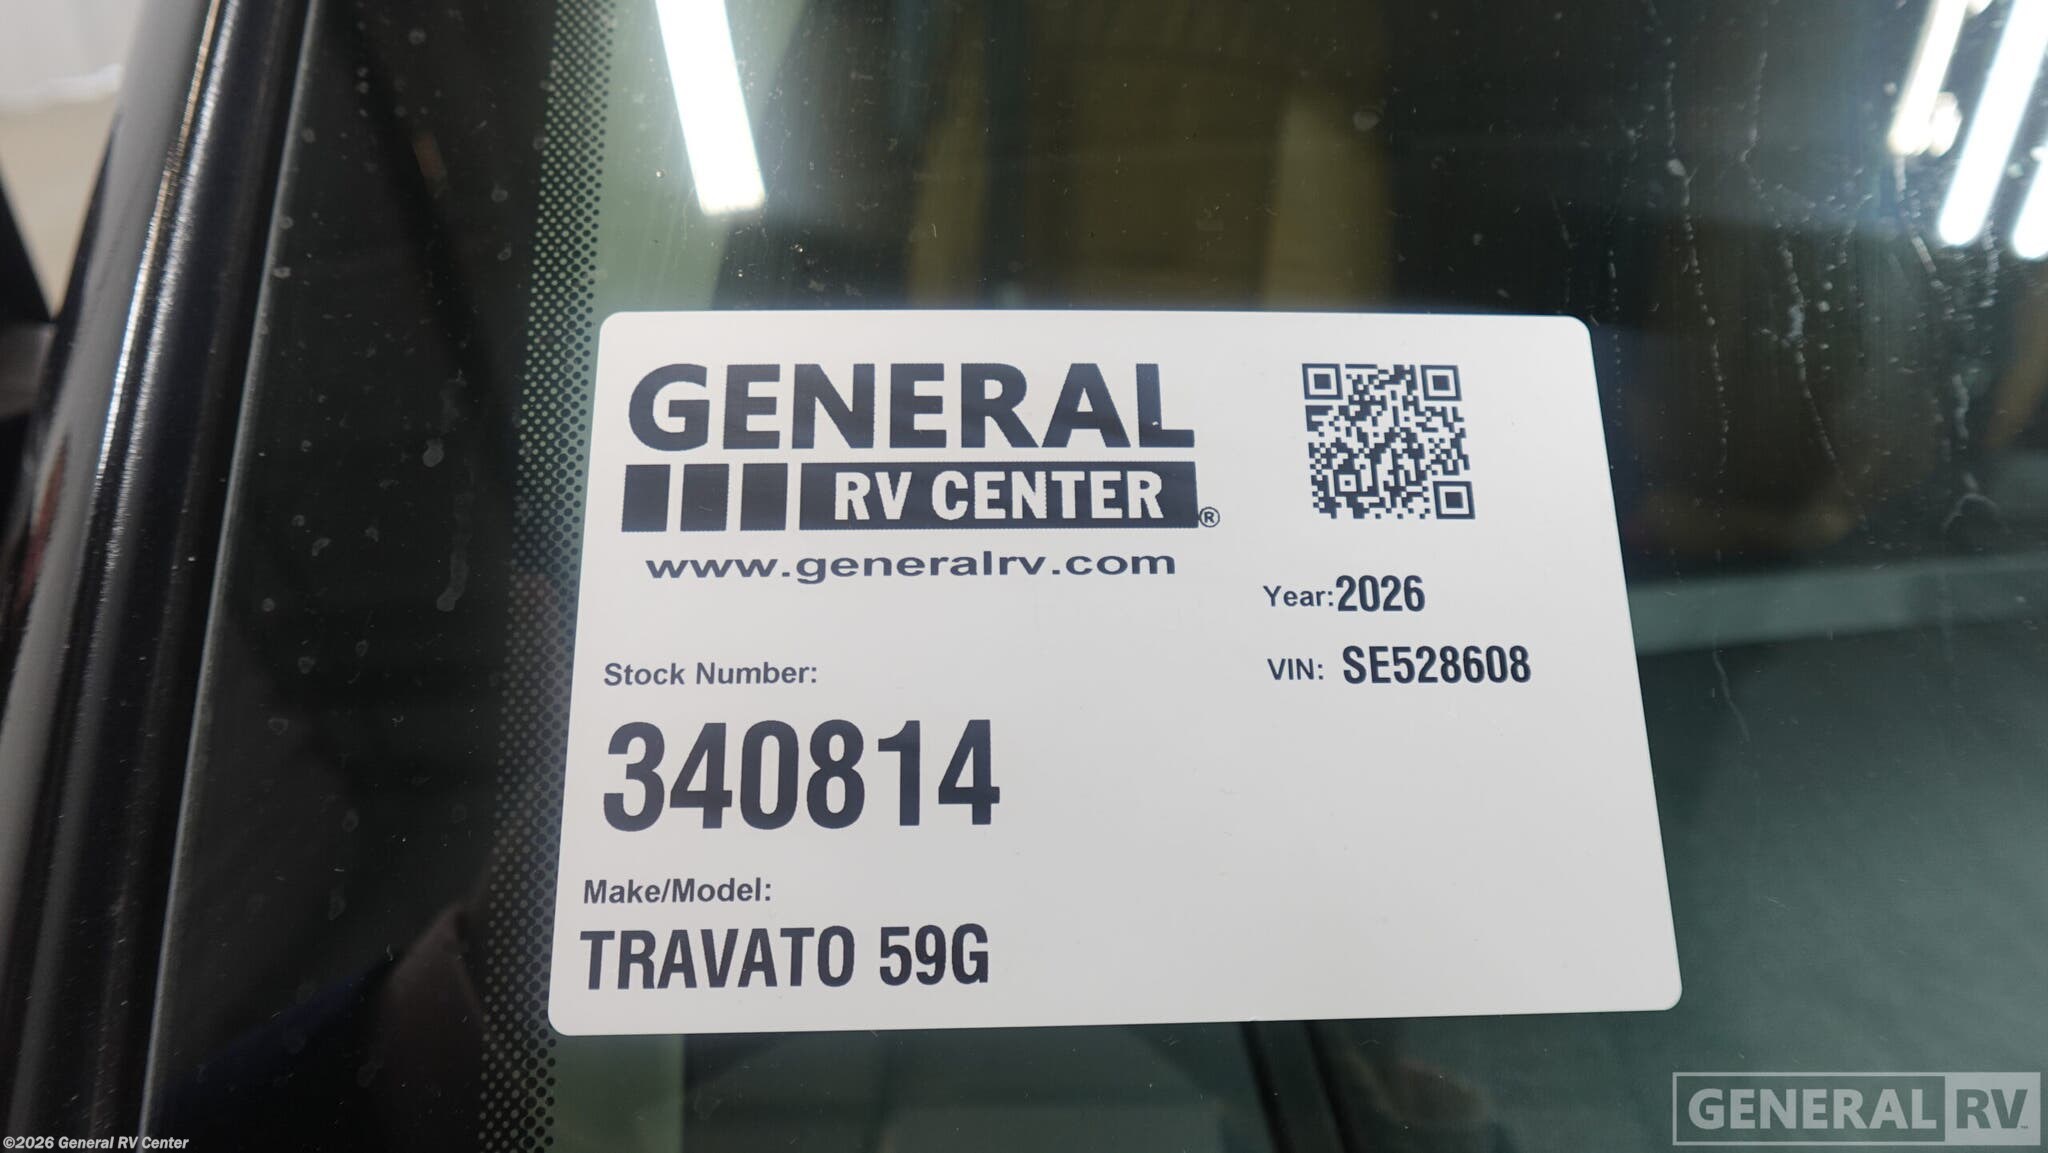 GENERAL
RV CENTER®
www.generalrv.com
Year: 2026
VIN: SE528608
Stock Number:
340814
Make/Model:
TRAVATO 59G
©2026 General RV Center
GENERAL RV™